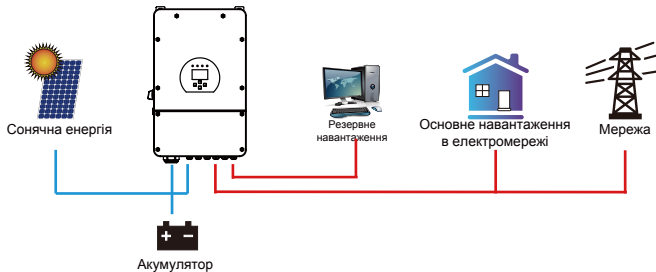 Сонячна енергія
Резервне
навантаження
Основне навантаження
в електромережі
Мережа
Акумулятор